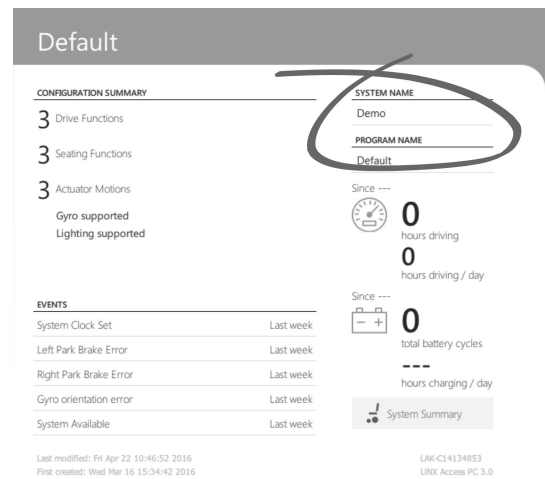 Default
CONFIGURATION SUMMARY
3 Drive Functions
3 Seating Functions
3 Actuator Motions
Gyro supported
Lighting supported
EVENTS
System Clock Set Last week
Left Park Brake Error Last week
Right Park Brake Error Last week
Gyro orientation error Last week
System Available Last week
Last modified: Fri Apr 22 10:46:52 2016
First created: Wed Mar 16 15:34:42 2016
SYSTEM NAME
Demo
PROGRAM NAME
Default
Since ---
0
hours driving
0
hours driving / day
Since ---
- +
0
total battery cycles
---
hours charging / day
System Summary
LAK-C14134853
LiNX Access PC 3.0